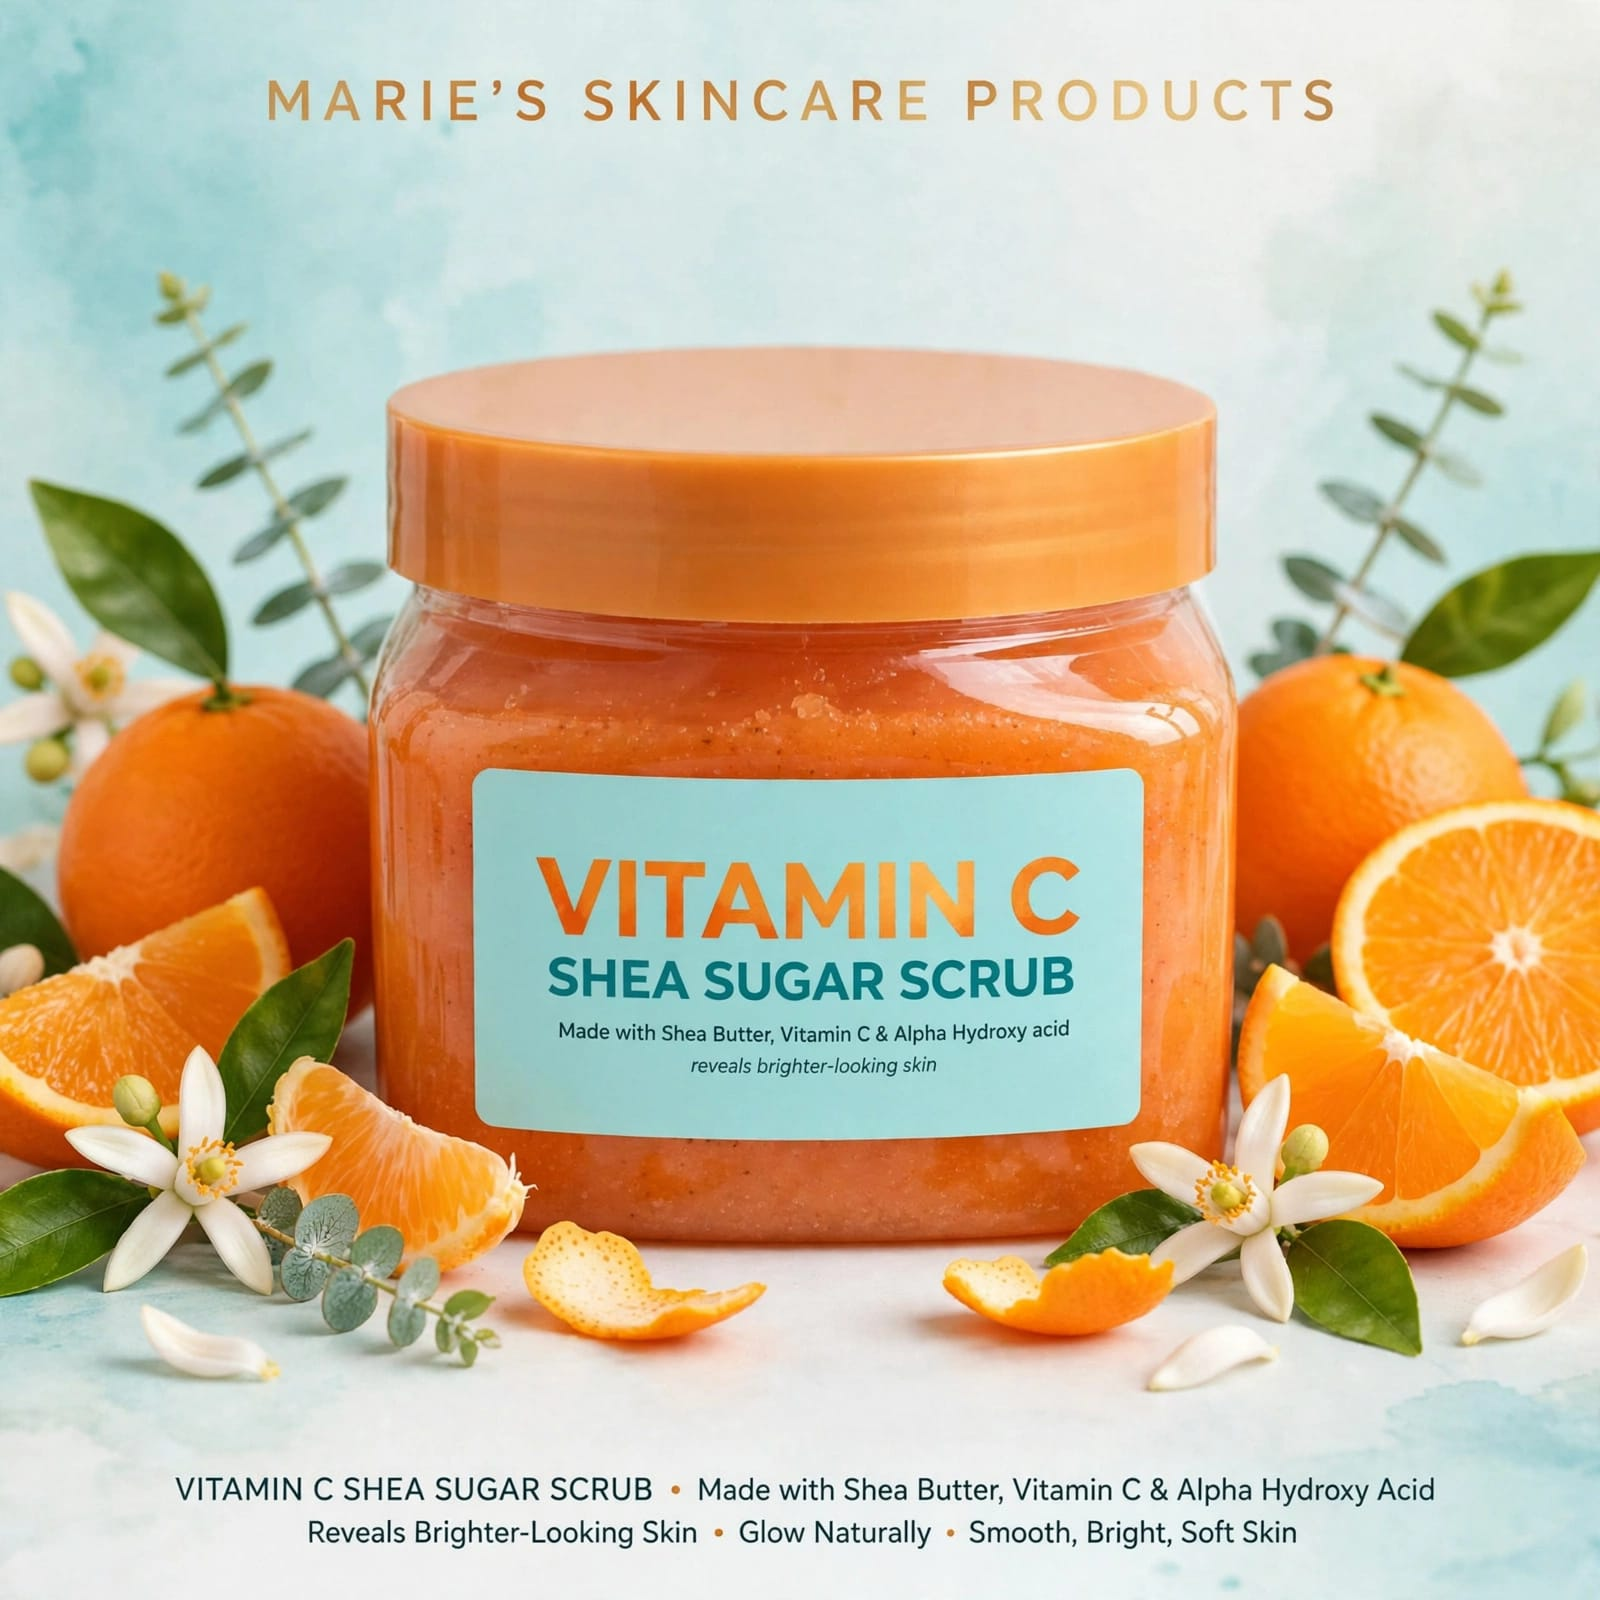 MARIE'S SKINCARE PRODUCTS
VITAMIN C
SHEA SUGAR SCRUB
Made with Shea Butter, Vitamin C & Alpha Hydroxy acid
reveals brighter-looking skin
VITAMIN C SHEA SUGAR SCRUB • Made with Shea Butter, Vitamin C & Alpha Hydroxy Acid
Reveals Brighter-Looking Skin • Glow Naturally • Smooth, Bright, Soft Skin